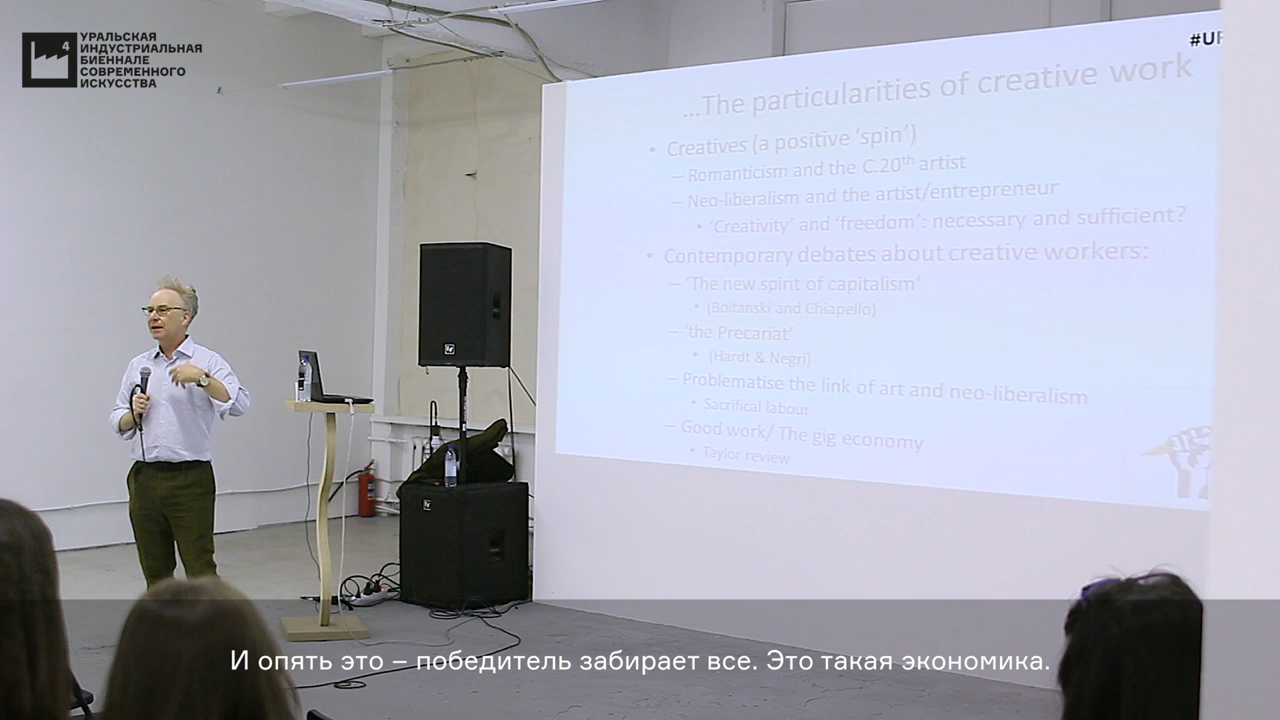 4
УРАЛЬСКАЯ
ИНДУСТРИАЛЬНАЯ
БИЕННАЛЕ
СОВРЕМЕННОГО
ИСКУССТВА
#UR
...The particularities of creative work
• Creatives (a positive ‘spin’)
– Romanticism and the C.20th artist
– Neo-liberalism and the artist/entrepreneur
• ‘Creativity’ and ‘freedom’: necessary and sufficient?
• Contemporary debates about creative workers:
– ‘The new spirit of capitalism’
• (Boltanski and Chiapello)
– ‘the Precariat’
• (Hardt & Negri)
– Problematise the link of art and neo-liberalism
• Sacrifical labour
– Good work/ The gig economy
• Taylor review
И опять это – победитель забирает все. Это такая экономика.